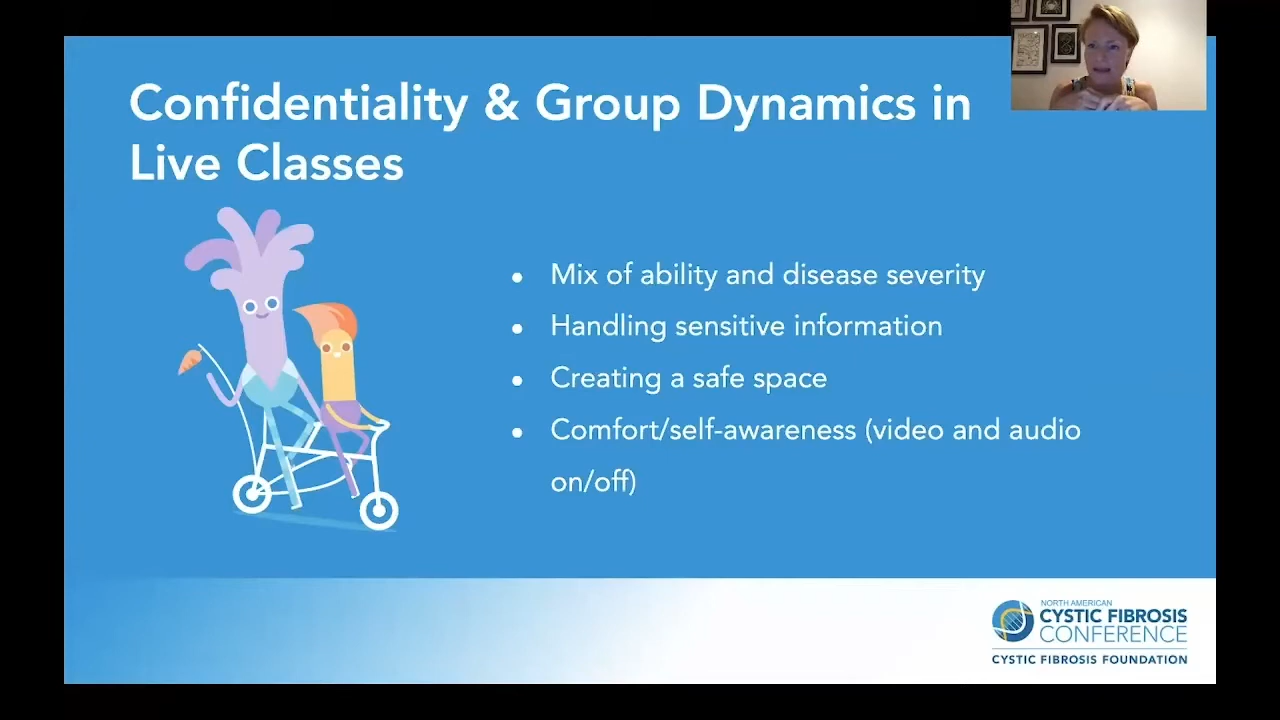 Confidentiality & Group Dynamics in
Live Classes
• Mix of ability and disease severity
• Handling sensitive information
• Creating a safe space
• Comfort/self-awareness (video and audio
on/off)
NORTH AMERICAN
CYSTIC FIBROSIS
CONFERENCE
CYSTIC FIBROSIS FOUNDATION